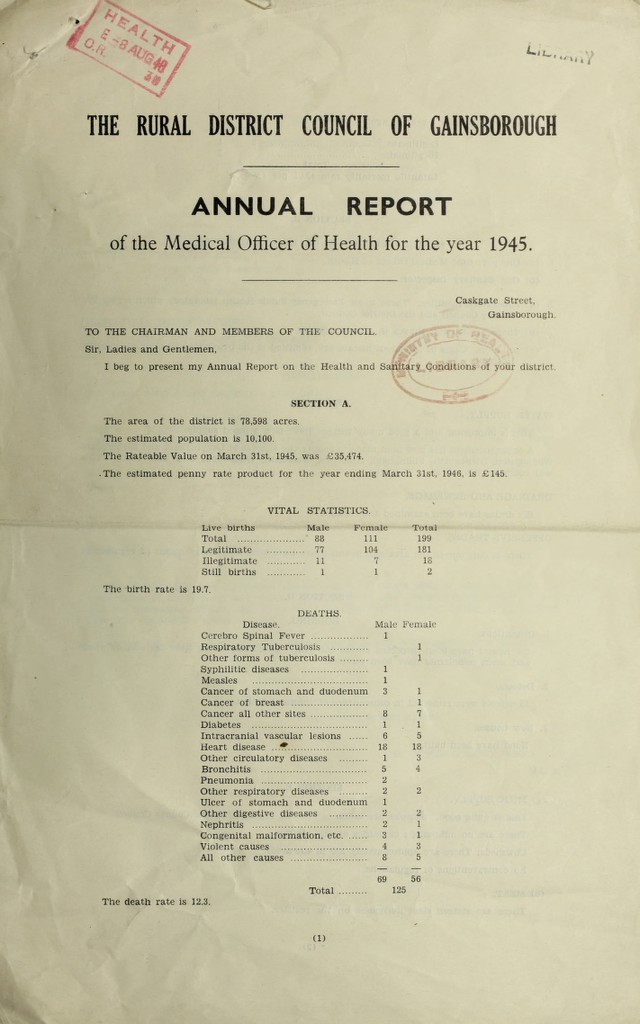 HEALTH
8 AUG 48
C.R. 38
LIBRARY
THE RURAL DISTRICT COUNCIL OF GAINSBOROUGH
ANNUAL REPORT
of the Medical Officer of Health for the year 1945.
Caskgate Street,
Gainsborough.
TO THE CHAIRMAN AND MEMBERS OF THE COUNCIL.
MINISTRY OF HEALTH
Sir, Ladies and Gentlemen,
I beg to present my Annual Report on the Health and Sanitary Conditions of your district.
SECTION A.
The area of the district is 78,598 acres.
The estimated population is 10,100.
The Rateable Value on March 31st, 1945, was £35,474.
The estimated penny rate product for the year ending March 31st, 1946, is £145.
VITAL STATISTICS.
Live births Male Female Total
Total ..................... 88 111 199
Legitimate ............ 77 104 181
Illegitimate ............ 11 7 18
Still births ............ 1 1 2
The birth rate is 19.7.
DEATHS.
Disease. Male Female
Cerebro Spinal Fever .................. 1
Respiratory Tuberculosis ............ 1
Other forms of tuberculosis ......... 1
Syphilitic diseases ..................... 1
Measles .................................... 1
Cancer of stomach and duodenum 3 1
Cancer of breast ........................ 1
Cancer all other sites .................. 8 7
Diabetes .................................... 1 1
Intracranial vascular lesions ...... 6 5
Heart disease .............................. 18 18
Other circulatory diseases ......... 1 3
Bronchitis ................................. 5 4
Pneumonia ................................. 2
Other respiratory diseases ......... 2 2
Ulcer of stomach and duodenum 1
Other digestive diseases ............ 2 2
Nephritis .................................... 2 1
Congenital malformation, etc. ...... 3 1
Violent causes ........................... 4 3
All other causes ........................ 8 5
69 56
Total ......... 125
The death rate is 12.3.
(1)